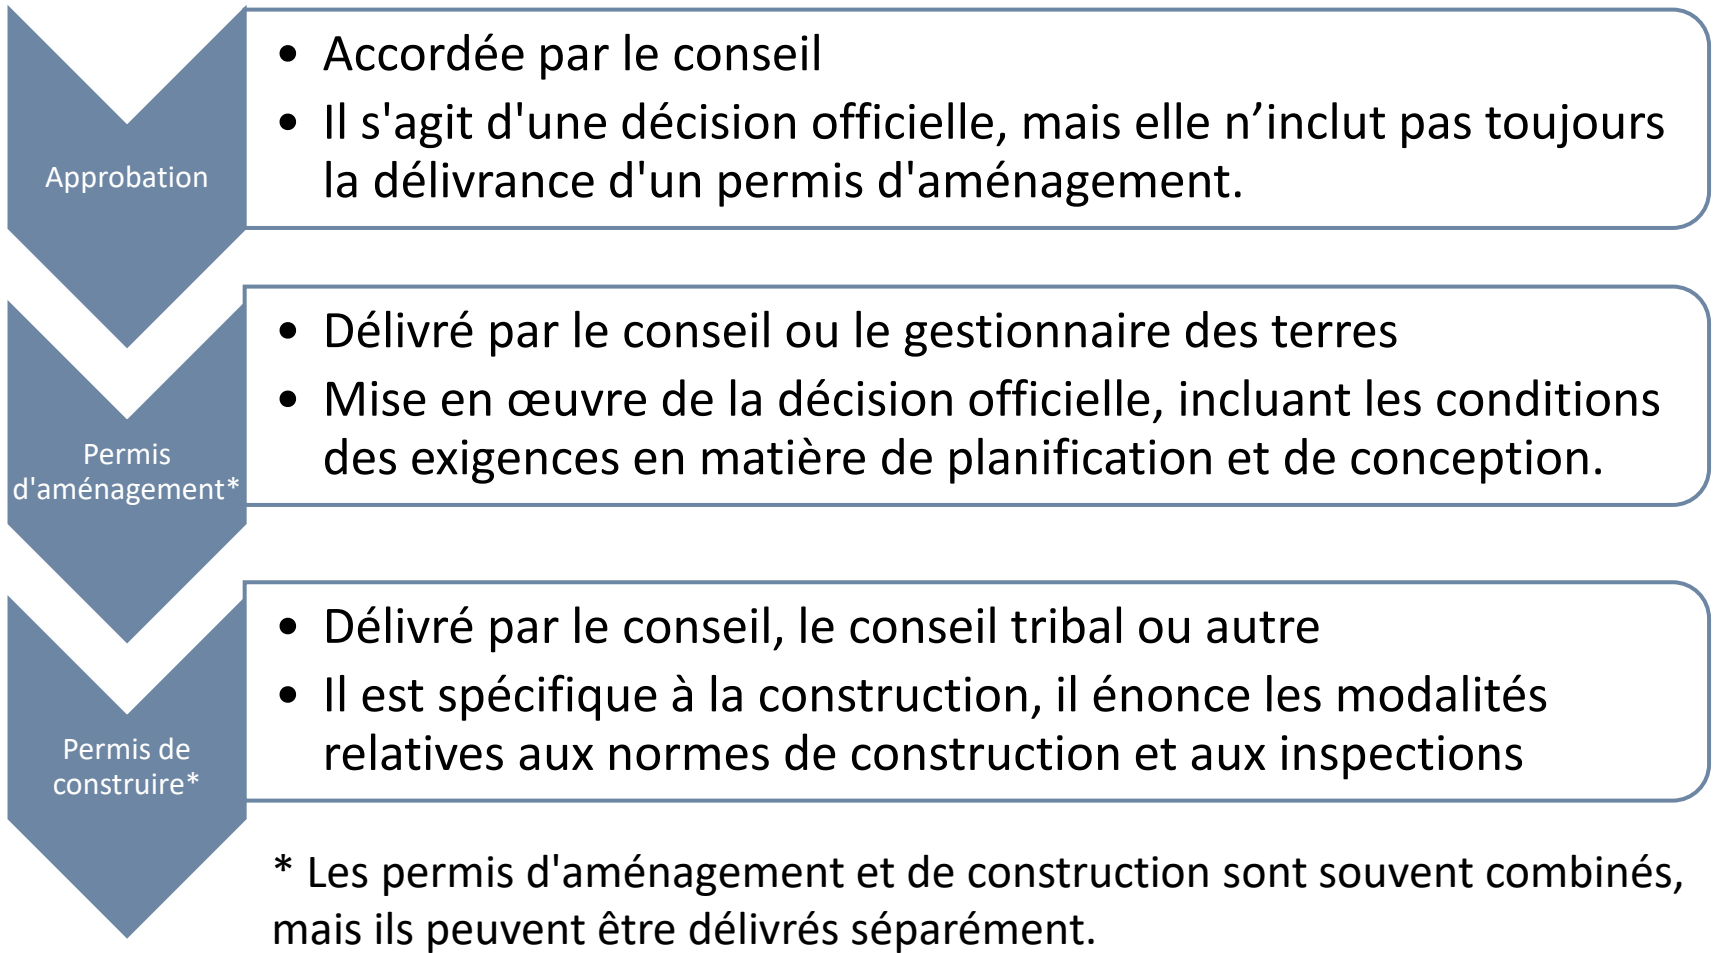 Approbation
• Accordée par le conseil
• Il s'agit d'une décision officielle, mais elle n’inclut pas toujours
la délivrance d'un permis d'aménagement.
Permis
d'aménagement*
• Délivré par le conseil ou le gestionnaire des terres
• Mise en œuvre de la décision officielle, incluant les conditions
des exigences en matière de planification et de conception.
Permis de
construire*
• Délivré par le conseil, le conseil tribal ou autre
• Il est spécifique à la construction, il énonce les modalités
relatives aux normes de construction et aux inspections
* Les permis d'aménagement et de construction sont souvent combinés,
mais ils peuvent être délivrés séparément.